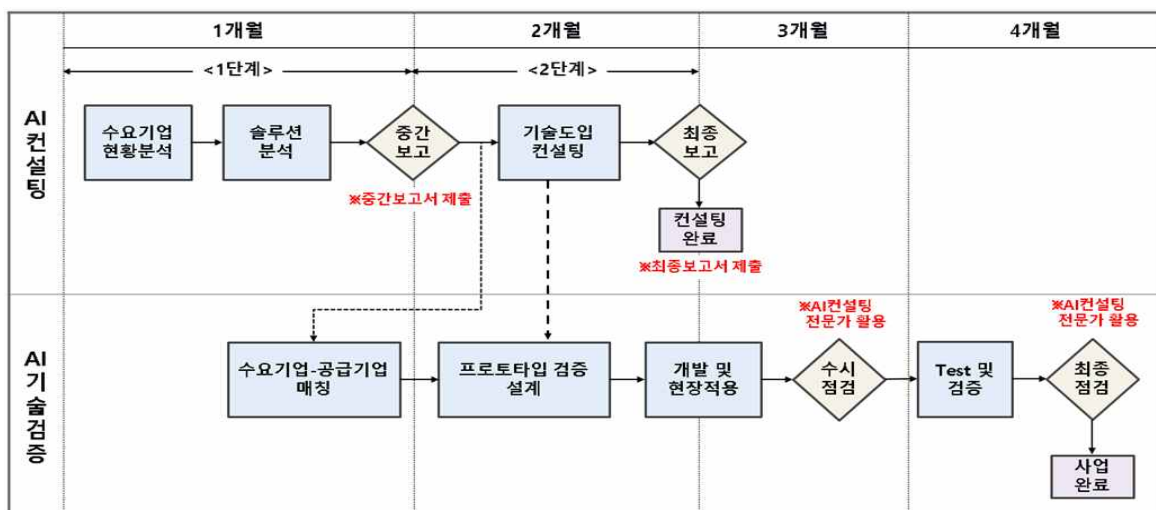 1개월
2개월
3개월
4개월
<1단계>
<2단계>
AI
컨
설
팅
수요기업
현황분석
솔루션
분석
중간
보고
기술도입
컨설팅
최종
보고
※중간보고서 제출
컨설팅
완료
※최종보고서 제출
AI
기
술
검
증
※AI컨설팅
전문가 활용
※AI컨설팅
전문가 활용
수요기업-공급기업
매칭
프로토타입 검증
설계
개발 및
현장적용
수시
점검
Test 및
검증
최종
점검
사업
완료